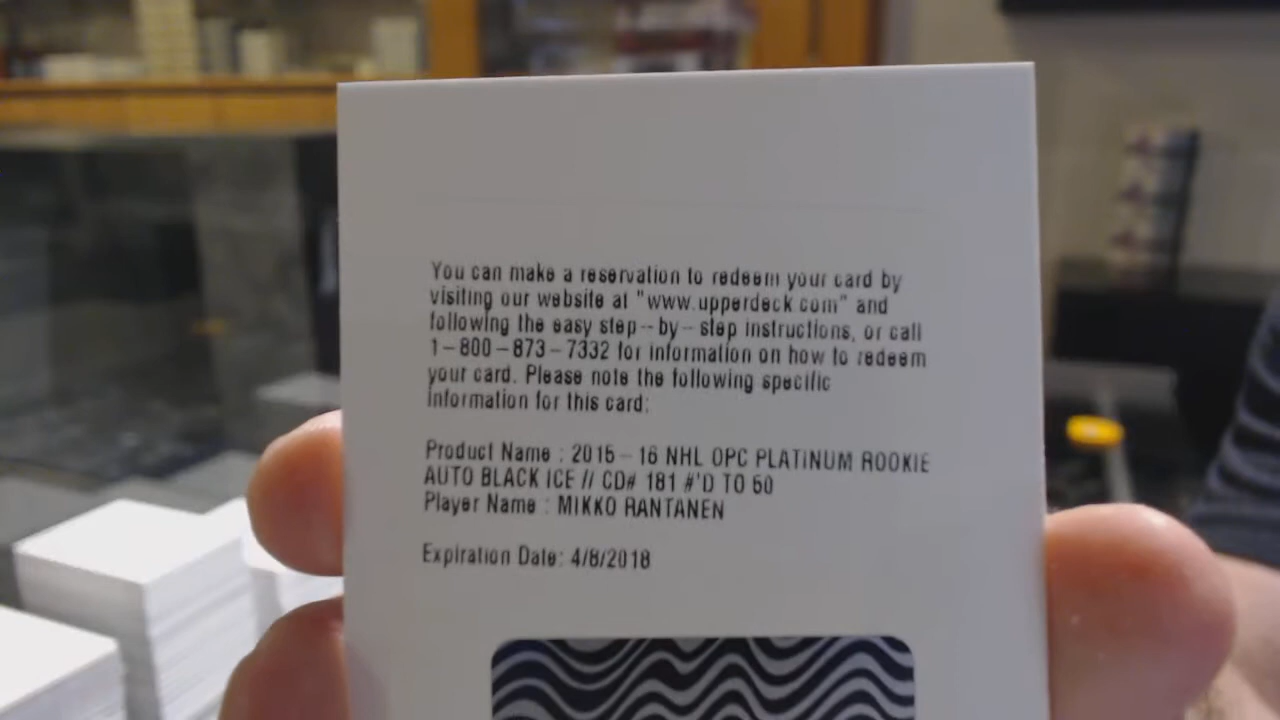 You can make a reservation to redeem your card by
visiting our website at "www.upperdeck.com" and
following the easy step--by-step instructions, or call
1-800-873-7332 for information on how to redeem
your card. Please note the following specific
information for this card:
Product Name : 2015-16 NHL OPC PLATINUM ROOKIE
AUTO BLACK ICE // CD# 181 #'D TO 50
Player Name : MIKKO RANTANEN
Expiration Date: 4/8/2018